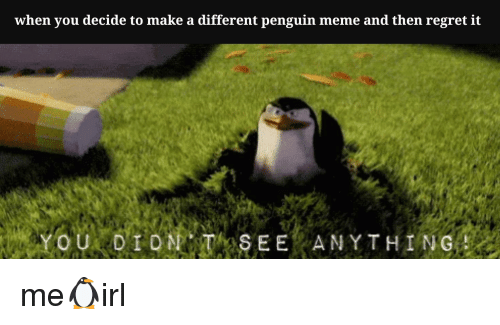 when you decide to make a different penguin meme and then regret it
YOU DIDN'T SEE ANYTHING!
me🐧irl